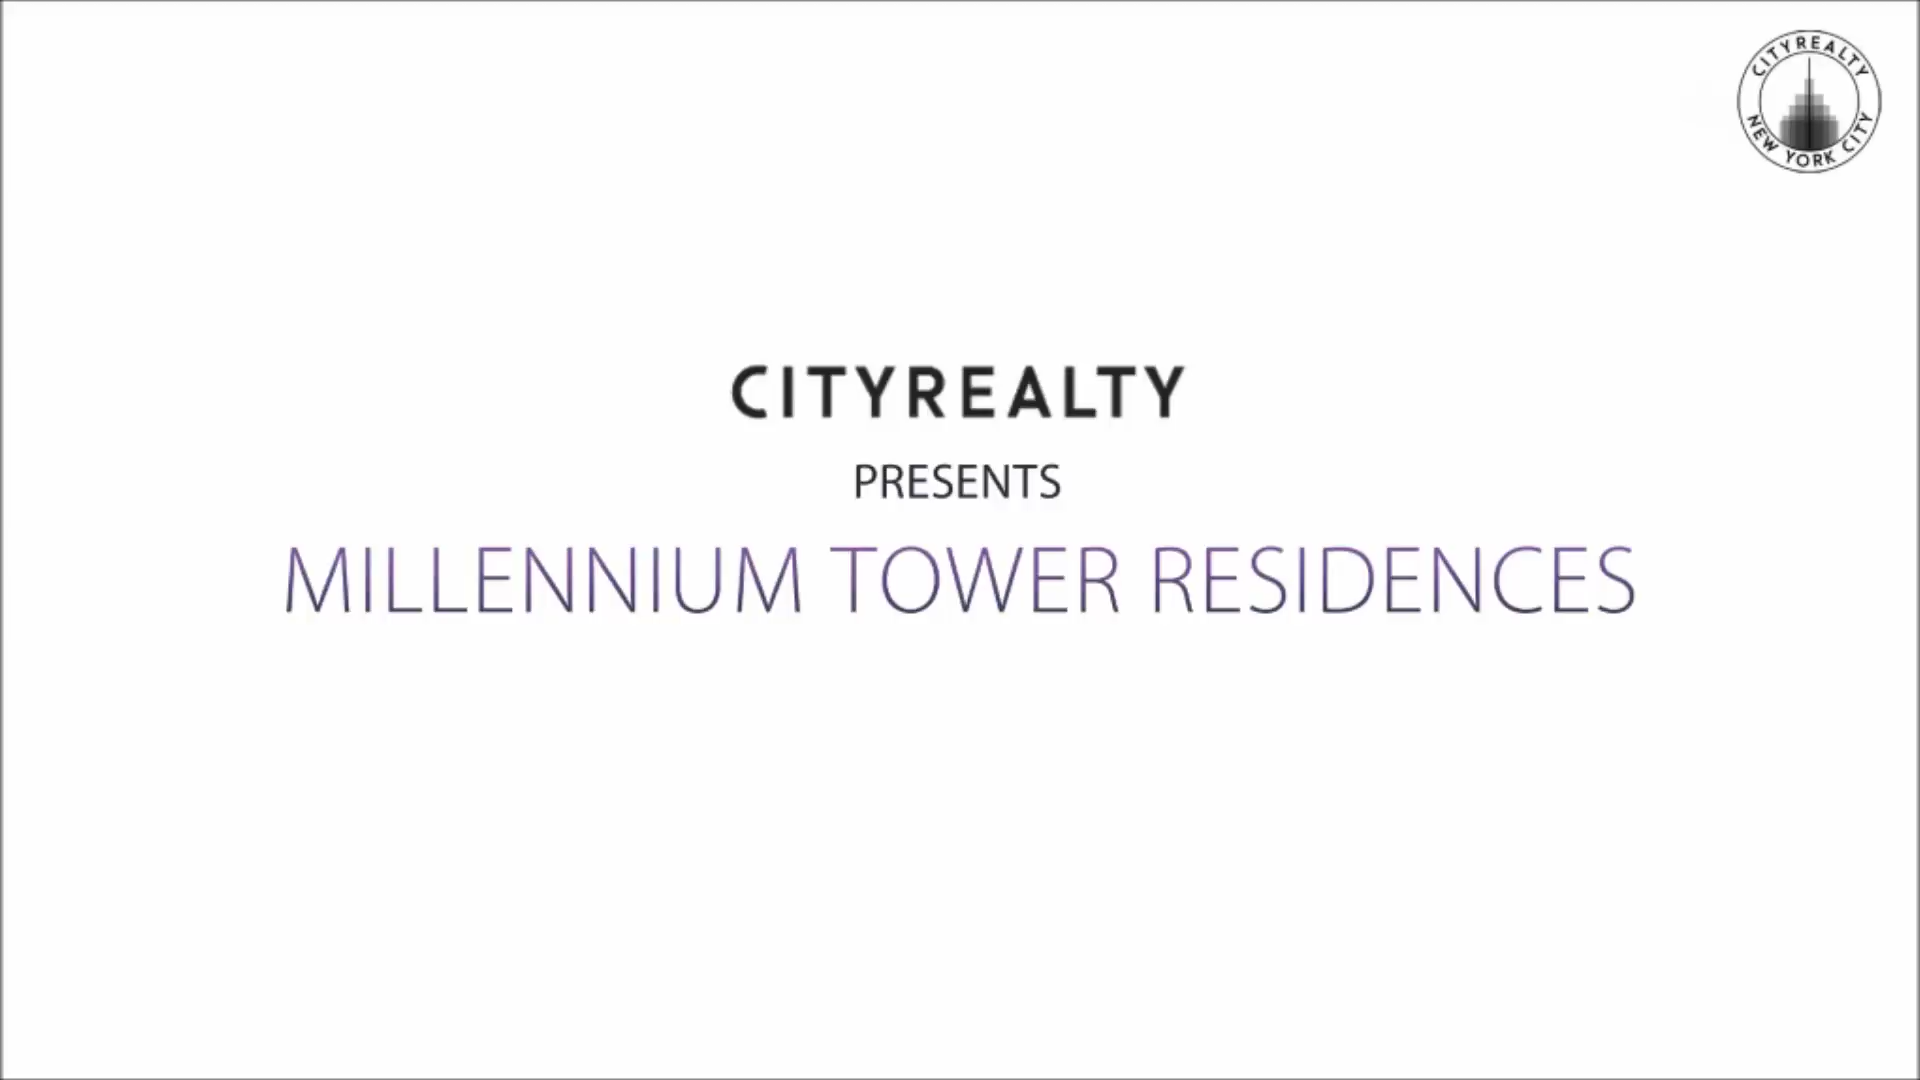 CITYREALTY
NEW YORK CITY
CITYREALTY
PRESENTS
MILLENNIUM TOWER RESIDENCES